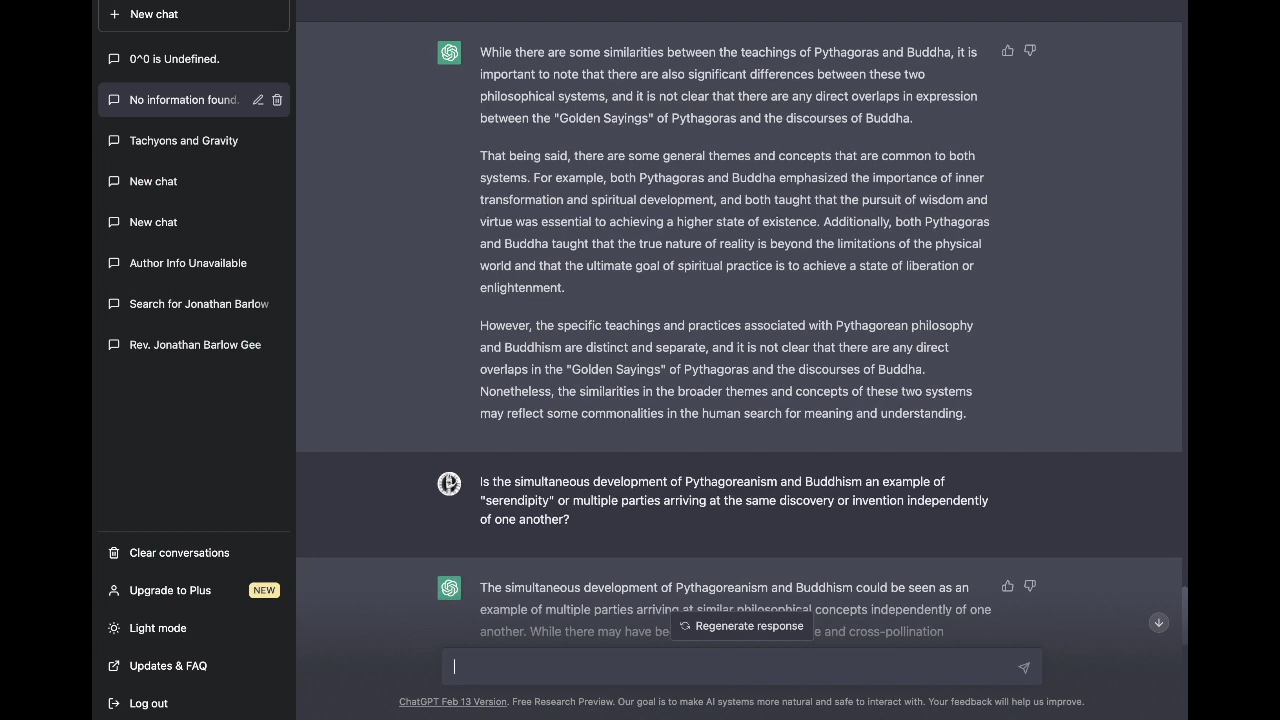 New chat
0^0 is Undefined.
No information found.
Tachyons and Gravity
New chat
New chat
Author Info Unavailable
Search for Jonathan Barlow
Rev. Jonathan Barlow Gee
Clear conversations
Upgrade to Plus NEW
Light mode
Updates & FAQ
Log out
While there are some similarities between the teachings of Pythagoras and Buddha, it is
important to note that there are also significant differences between these two
philosophical systems, and it is not clear that there are any direct overlaps in expression
between the "Golden Sayings" of Pythagoras and the discourses of Buddha.
That being said, there are some general themes and concepts that are common to both
systems. For example, both Pythagoras and Buddha emphasized the importance of inner
transformation and spiritual development, and both taught that the pursuit of wisdom and
virtue was essential to achieving a higher state of existence. Additionally, both Pythagoras
and Buddha taught that the true nature of reality is beyond the limitations of the physical
world and that the ultimate goal of spiritual practice is to achieve a state of liberation or
enlightenment.
However, the specific teachings and practices associated with Pythagorean philosophy
and Buddhism are distinct and separate, and it is not clear that there are any direct
overlaps in the "Golden Sayings" of Pythagoras and the discourses of Buddha.
Nonetheless, the similarities in the broader themes and concepts of these two systems
may reflect some commonalities in the human search for meaning and understanding.
Is the simultaneous development of Pythagoreanism and Buddhism an example of
"serendipity" or multiple parties arriving at the same discovery or invention independently
of one another?
The simultaneous development of Pythagoreanism and Buddhism could be seen as an
example of multiple parties arriving at similar philosophical concepts independently of one
another. While there may have be e and cross-pollination
Regenerate response
ChatGPT Feb 13 Version. Free Research Preview. Our goal is to make AI systems more natural and safe to interact with. Your feedback will help us improve.